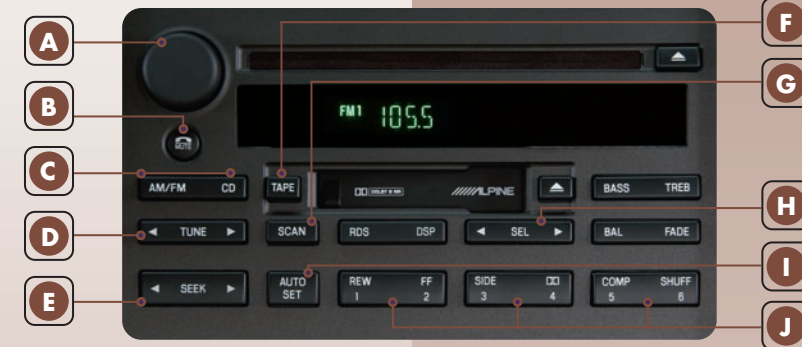 A
B
C
D
E
F
G
H
I
J
FM1 105.5
MUTE
AM/FM CD
TAPE
DOLBY B NR
ALPINE
BASS TREB
TUNE
SCAN
RDS DSP
SEL
BAL FADE
SEEK
AUTO
SET
REW FF
1 2
SIDE
3 4
COMP SHUFF
5 6